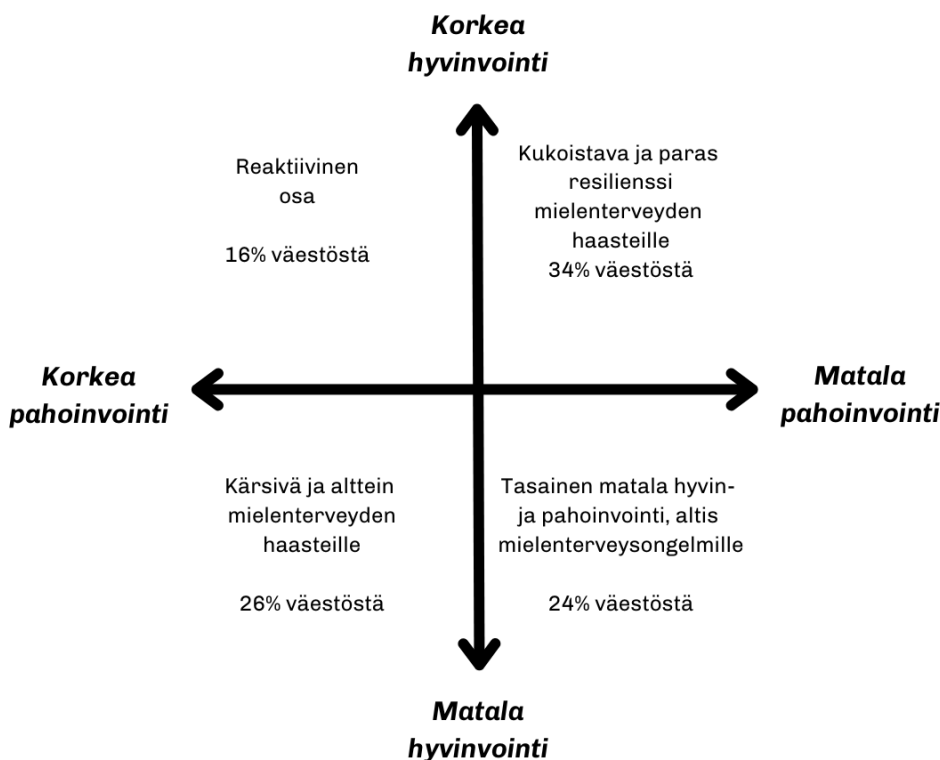 Korkea
hyvinvointi
Reaktiivinen
osa
16% väestöstä
Kukoistava ja paras
resilienssi
mielenterveyden
haasteille
34% väestöstä
Korkea
pahoinvointi
Matala
pahoinvointi
Kärsivä ja alttein
mielenterveyden
haasteille
26% väestöstä
Tasainen matala hyvin-
ja pahoinvointi, altis
mielenterveysongelmille
24% väestöstä
Matala
hyvinvointi